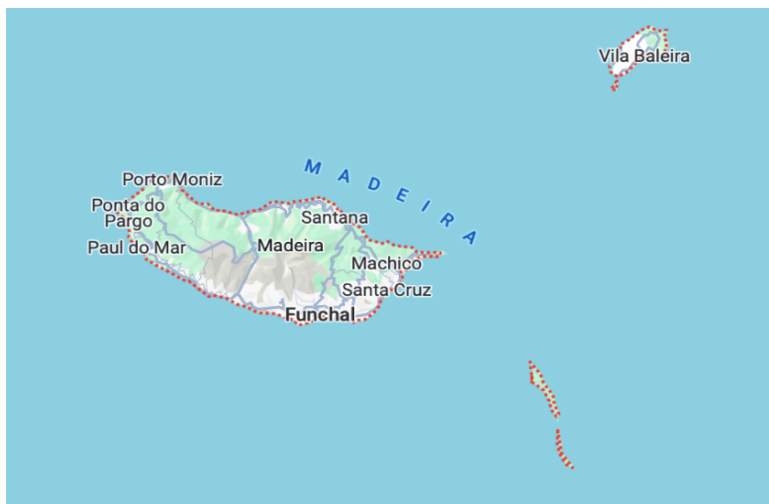 Vila Baleira
M A D E I R A
Porto Moniz
Ponta do
Pargo
Santana
Paul do Mar
Madeira
Machico
Santa Cruz
Funchal